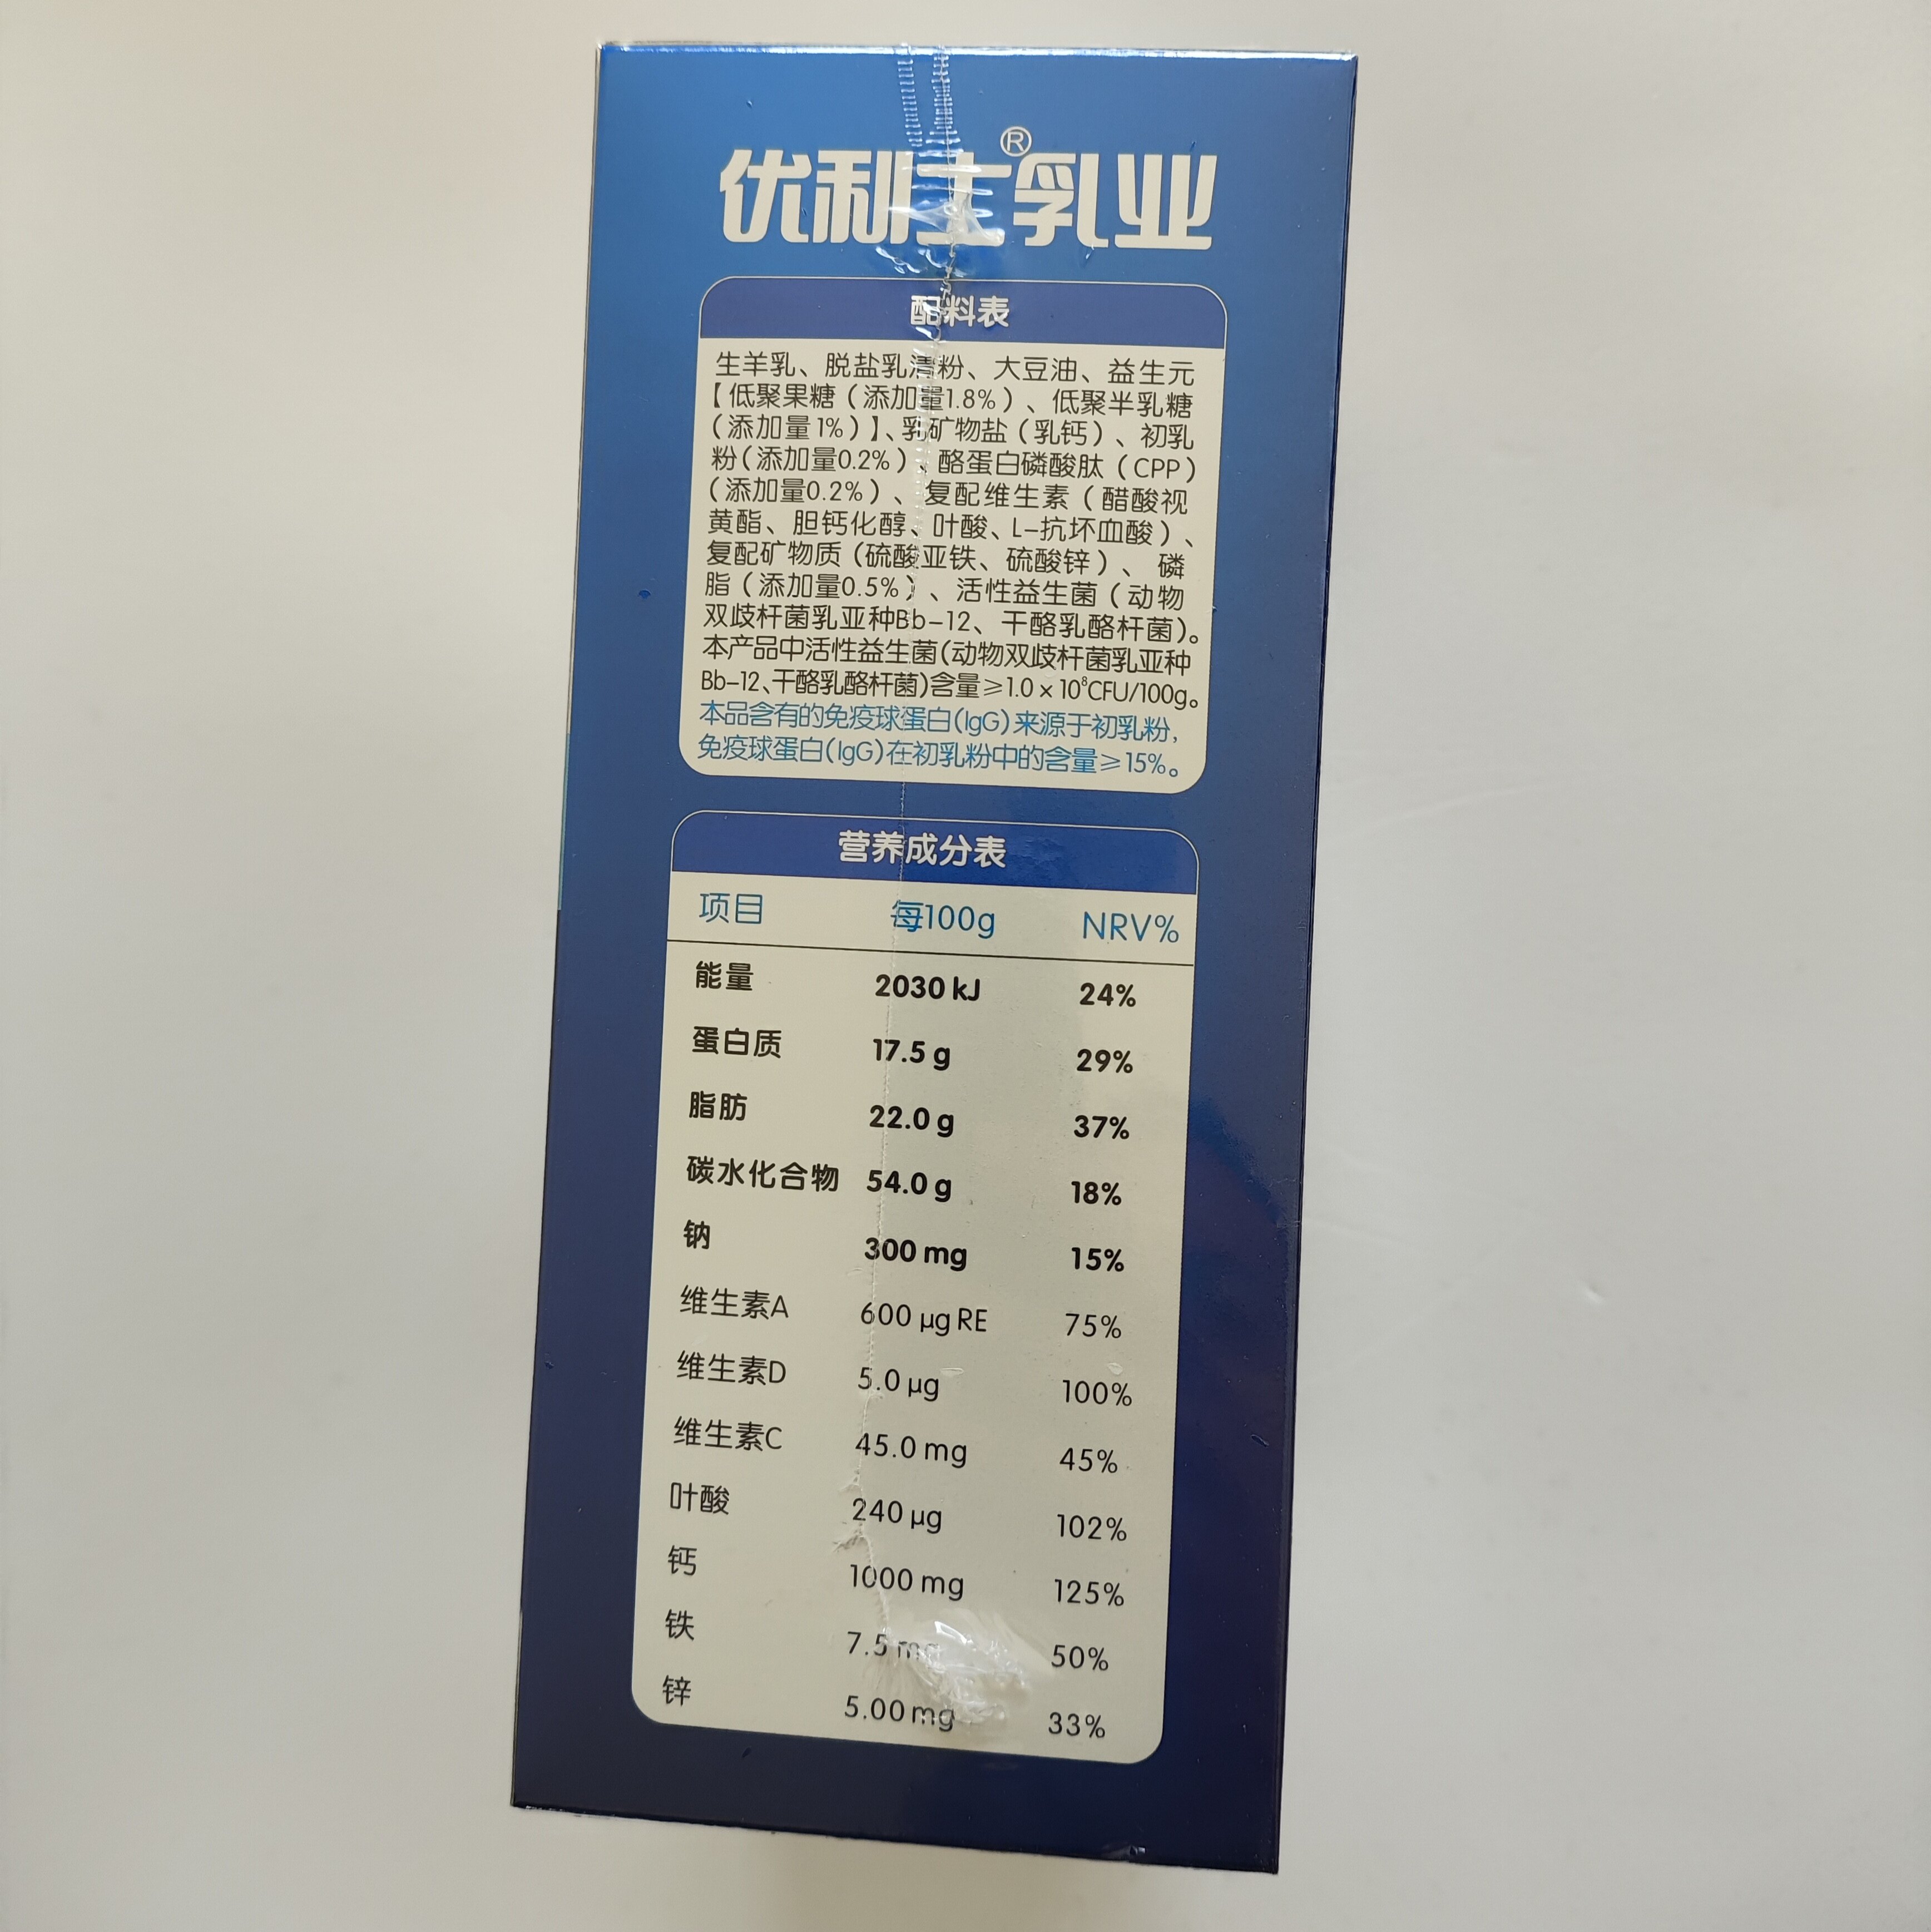 优利士®乳业
配料表
生羊乳、脱盐乳清粉、大豆油、益生元
【低聚果糖（添加量1.8%）、低聚半乳糖
（添加量1%）】、乳矿物盐（乳钙）、初乳
粉（添加量0.2%）、酪蛋白磷酸肽（CPP）
（添加量0.2%）、复配维生素（醋酸视
黄酯、胆钙化醇、叶酸、L-抗坏血酸）、
复配矿物质（硫酸亚铁、硫酸锌）、磷
脂（添加量0.5%）、活性益生菌（动物
双歧杆菌乳亚种Bb-12、干酪乳酪杆菌)。
本产品中活性益生菌(动物双歧杆菌乳亚种
Bb-12、干酪乳酪杆菌)含量≥1.0×10⁸CFU/100g。
本品含有的免疫球蛋白(IgG)来源于初乳粉，
免疫球蛋白(IgG)在初乳粉中的含量≥15%。
营养成分表
项目 每100g NRV%
能量 2030 kJ 24%
蛋白质 17.5 g 29%
脂肪 22.0 g 37%
碳水化合物 54.0 g 18%
钠 300 mg 15%
维生素A 600 μg RE 75%
维生素D 5.0 μg 100%
维生素C 45.0 mg 45%
叶酸 240 μg 102%
钙 1000 mg 125%
铁 7.5 mg 50%
锌 5.00 mg 33%